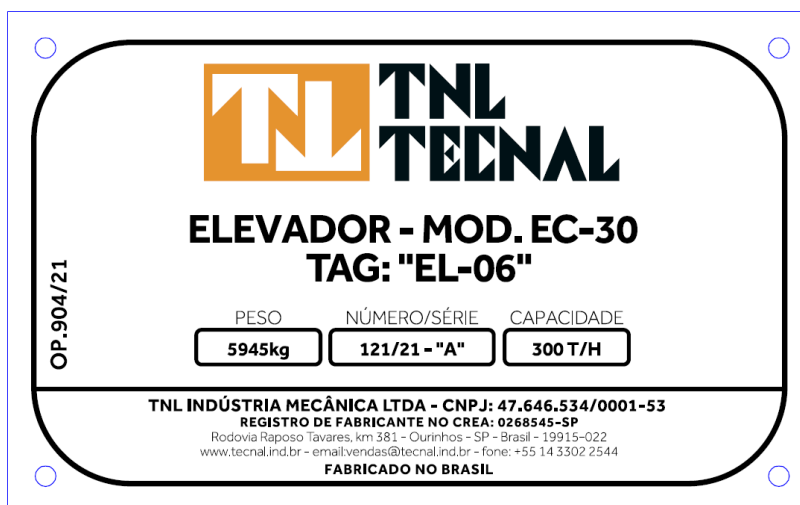 TNL
TNL
TECNAL
ELEVADOR - MOD. EC-30
TAG: "EL-06"
OP.904/21
PESO NÚMERO/SÉRIE CAPACIDADE
5945kg 121/21 - "A" 300 T/H
TNL INDÚSTRIA MECÂNICA LTDA - CNPJ: 47.646.534/0001-53
REGISTRO DE FABRICANTE NO CREA: 0268545-SP
Rodovia Raposo Tavares, km 381 - Ourinhos - SP - Brasil - 19915-022
www.tecnal.ind.br - email:vendas@tecnal.ind.br - fone: +55 14 3302 2544
FABRICADO NO BRASIL